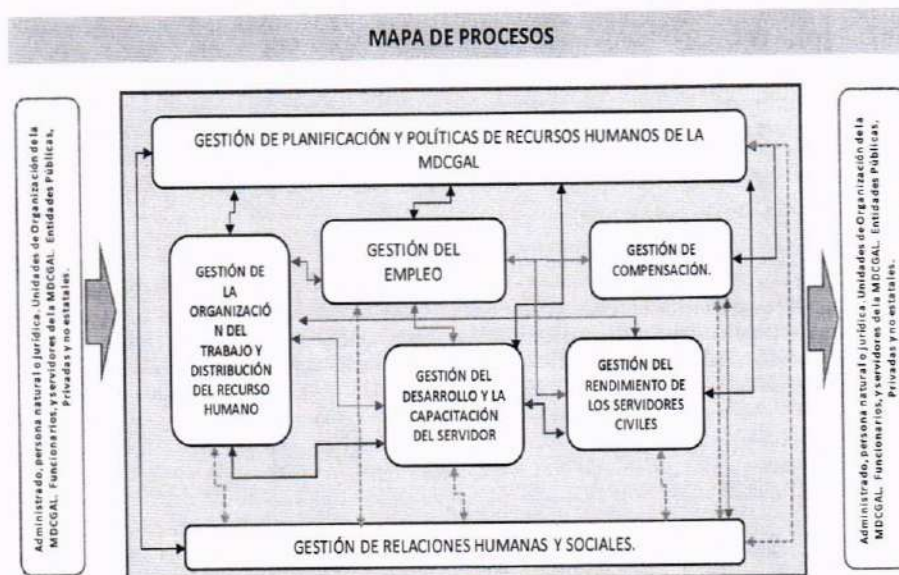 MAPA DE PROCESOS
Administrado, persona natural o jurídica. Unidades de Organización de la
MDCGAL. Funcionarios, y servidores de la MDCGAL. Entidades Públicas,
Privadas y no estatales.
GESTIÓN DE PLANIFICACIÓN Y POLÍTICAS DE RECURSOS HUMANOS DE LA
MDCGAL
GESTIÓN DE
LA
ORGANIZACIÓ
N DEL
TRABAJO Y
DISTRIBUCIÓN
DEL RECURSO
HUMANO
GESTIÓN DEL
EMPLEO
GESTIÓN DE
COMPENSACIÓN.
GESTIÓN DEL
DESARROLLO Y LA
CAPACITACIÓN
DEL SERVIDOR
GESTIÓN DEL
RENDIMIENTO DE
LOS SERVIDORES
CIVILES
GESTIÓN DE RELACIONES HUMANAS Y SOCIALES.
Administrado, persona natural o jurídica. Unidades de Organización de la
MDCGAL. Funcionarios, y servidores de la MDCGAL. Entidades Públicas,
Privadas y no estatales.